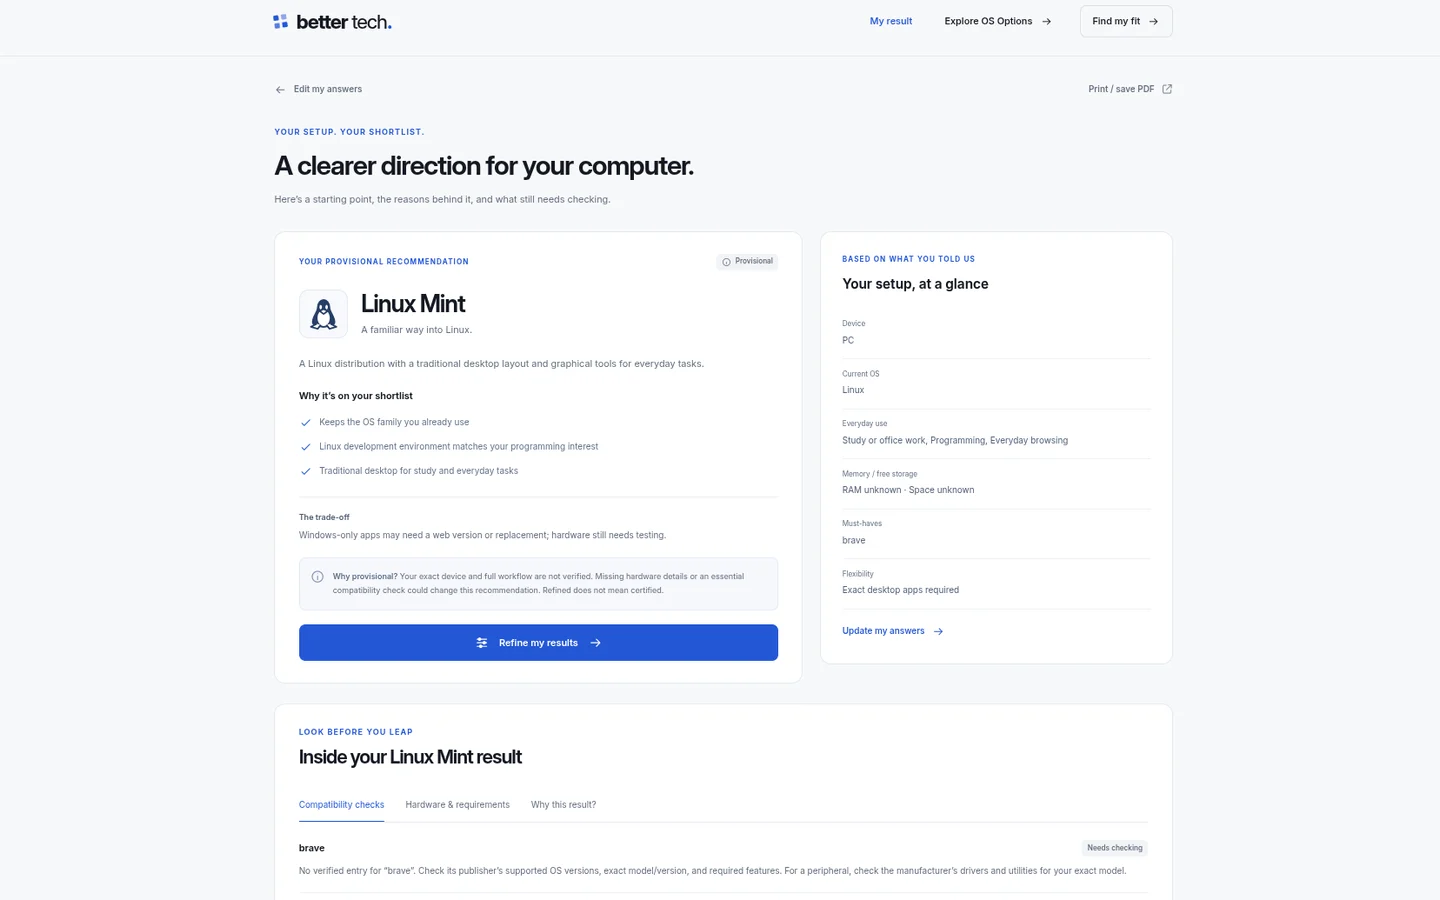 better tech.
My result
Explore OS Options →
Find my fit →
← Edit my answers
Print / save PDF
YOUR SETUP. YOUR SHORTLIST.
A clearer direction for your computer.
Here's a starting point, the reasons behind it, and what still needs checking.
YOUR PROVISIONAL RECOMMENDATION
Provisional
Linux Mint
A familiar way into Linux.
A Linux distribution with a traditional desktop layout and graphical tools for everyday tasks.
Why it's on your shortlist
Keeps the OS family you already use
Linux development environment matches your programming interest
Traditional desktop for study and everyday tasks
The trade-off
Windows-only apps may need a web version or replacement; hardware still needs testing.
Why provisional? Your exact device and full workflow are not verified. Missing hardware details or an essential
compatibility check could change this recommendation. Refined does not mean certified.
Refine my results →
BASED ON WHAT YOU TOLD US
Your setup, at a glance
Device
PC
Current OS
Linux
Everyday use
Study or office work, Programming, Everyday browsing
Memory / free storage
RAM unknown · Space unknown
Must-haves
brave
Flexibility
Exact desktop apps required
Update my answers →
LOOK BEFORE YOU LEAP
Inside your Linux Mint result
Compatibility checks
Hardware & requirements
Why this result?
brave
Needs checking
No verified entry for "brave". Check its publisher's supported OS versions, exact model/version, and required features. For a peripheral, check the manufacturer's drivers and utilities for your exact model.